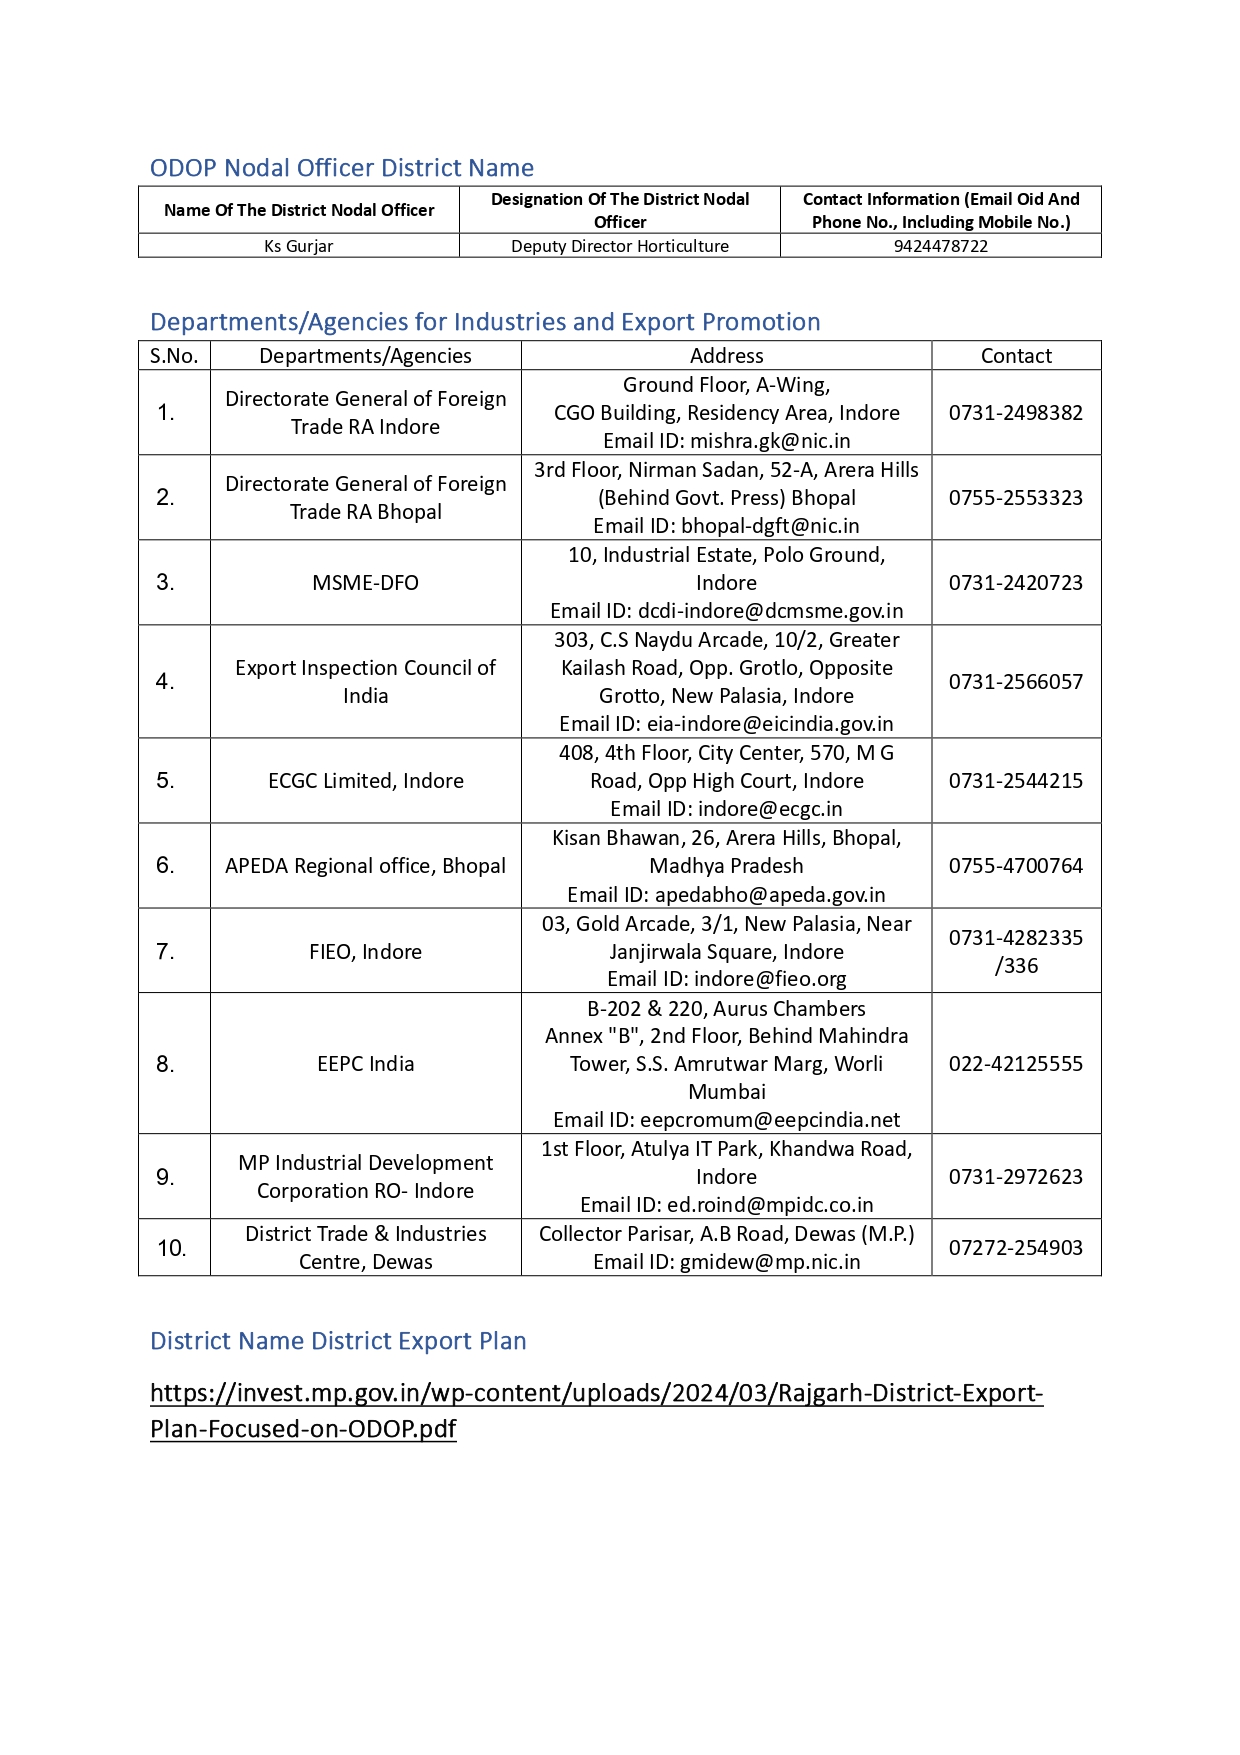 ODOP Nodal Officer District Name
Name Of The District Nodal Officer
Designation Of The District Nodal
Officer
Contact Information (Email Oid And
Phone No., Including Mobile No.)
Ks Gurjar
Deputy Director Horticulture
9424478722
Departments/Agencies for Industries and Export Promotion
S.No.
Departments/Agencies
Address
Contact
1.
Directorate General of Foreign
Trade RA Indore
Ground Floor, A-Wing,
CGO Building, Residency Area, Indore
Email ID: mishra.gk@nic.in
0731-2498382
2.
Directorate General of Foreign
Trade RA Bhopal
3rd Floor, Nirman Sadan, 52-A, Arera Hills
(Behind Govt. Press) Bhopal
Email ID: bhopal-dgft@nic.in
0755-2553323
3.
MSME-DFO
10, Industrial Estate, Polo Ground,
Indore
Email ID: dcdi-indore@dcmsme.gov.in
0731-2420723
4.
Export Inspection Council of
India
303, C.S Naydu Arcade, 10/2, Greater
Kailash Road, Opp. Grotlo, Opposite
Grotto, New Palasia, Indore
Email ID: eia-indore@eicindia.gov.in
0731-2566057
5.
ECGC Limited, Indore
408, 4th Floor, City Center, 570, M G
Road, Opp High Court, Indore
Email ID: indore@ecgc.in
0731-2544215
6.
APEDA Regional office, Bhopal
Kisan Bhawan, 26, Arera Hills, Bhopal,
Madhya Pradesh
Email ID: apedabho@apeda.gov.in
0755-4700764
7.
FIEO, Indore
03, Gold Arcade, 3/1, New Palasia, Near
Janjirwala Square, Indore
Email ID: indore@fieo.org
0731-4282335
/336
8.
EEPC India
B-202 & 220, Aurus Chambers
Annex "B", 2nd Floor, Behind Mahindra
Tower, S.S. Amrutwar Marg, Worli
Mumbai
Email ID: eepcromum@eepcindia.net
022-42125555
9.
MP Industrial Development
Corporation RO- Indore
1st Floor, Atulya IT Park, Khandwa Road,
Indore
Email ID: ed.roind@mpidc.co.in
0731-2972623
10.
District Trade & Industries
Centre, Dewas
Collector Parisar, A.B Road, Dewas (M.P.)
Email ID: gmidew@mp.nic.in
07272-254903
District Name District Export Plan
https://invest.mp.gov.in/wp-content/uploads/2024/03/Rajgarh-District-Export-
Plan-Focused-on-ODOP.pdf